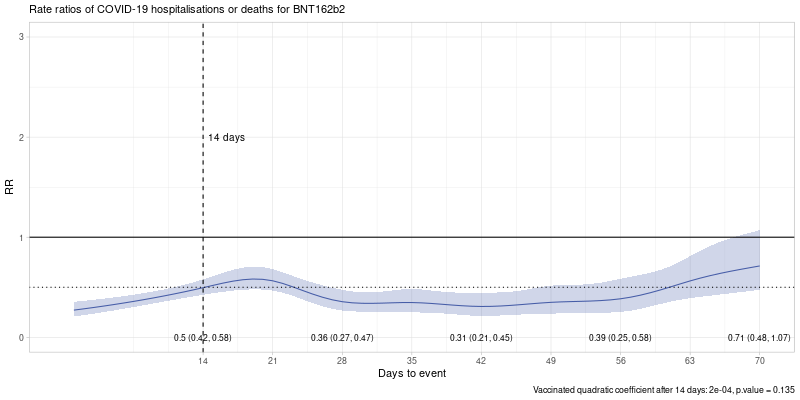 Rate ratios of COVID-19 hospitalisations or deaths for BNT162b2
3
2
1
0
RR
14 days
0.5 (0.42, 0.58)
0.36 (0.27, 0.47)
0.31 (0.21, 0.45)
0.39 (0.25, 0.58)
0.71 (0.48, 1.07)
14
21
28
35
42
49
56
63
70
Days to event
Vaccinated quadratic coefficient after 14 days: 2e-04, p.value = 0.135